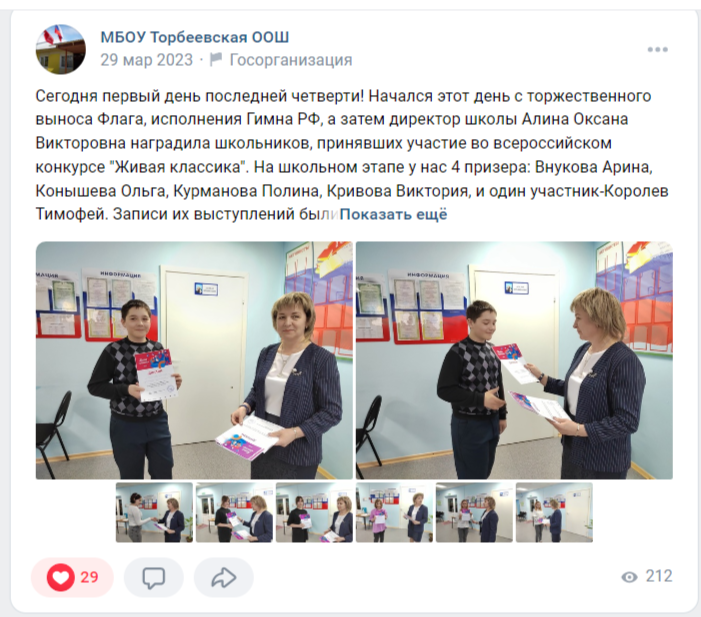 МБОУ Торбеевская ООШ
29 мар 2023 · Госорганизация
Сегодня первый день последней четверти! Начался этот день с торжественного
выноса Флага, исполнения Гимна РФ, а затем директор школы Алина Оксана
Викторовна наградила школьников, принявших участие во всероссийском
конкурсе "Живая классика". На школьном этапе у нас 4 призера: Внукова Арина,
Конышева Ольга, Курманова Полина, Кривова Виктория, и один участник-Королев
Тимофей. Записи их выступлений были Показать ещё
ИНФОРМАЦИЯ
ИНФОРМАЦИЯ
29
212